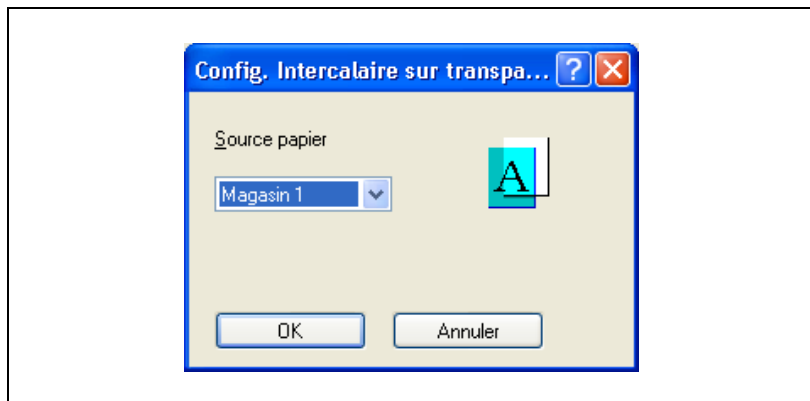 Config. Intercalaire sur transpa...
Source papier
A
Magasin 1
OK
Annuler